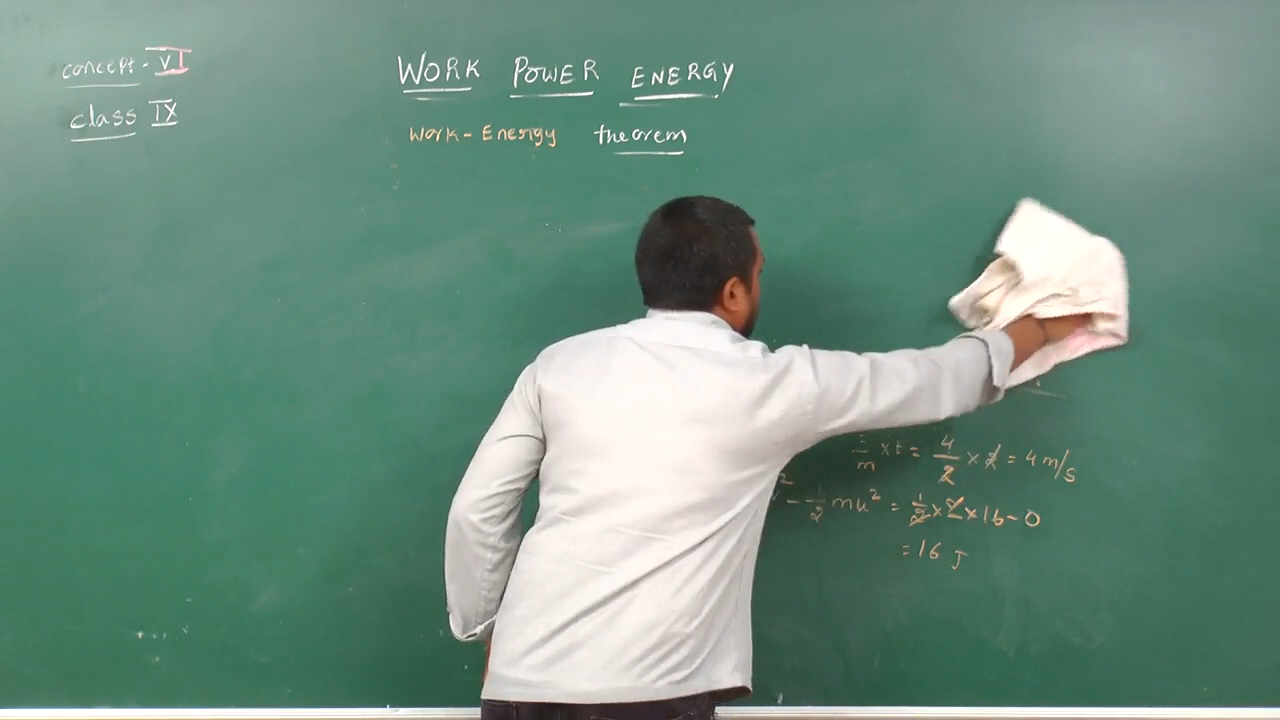 concept - VI
class IX
WORK POWER ENERGY
Work - Energy theorem
m × t = 4/2 × 2 = 4 m/s
2 - 1/2 mu² = 1/2 × 2 × 16 - 0
= 16 J